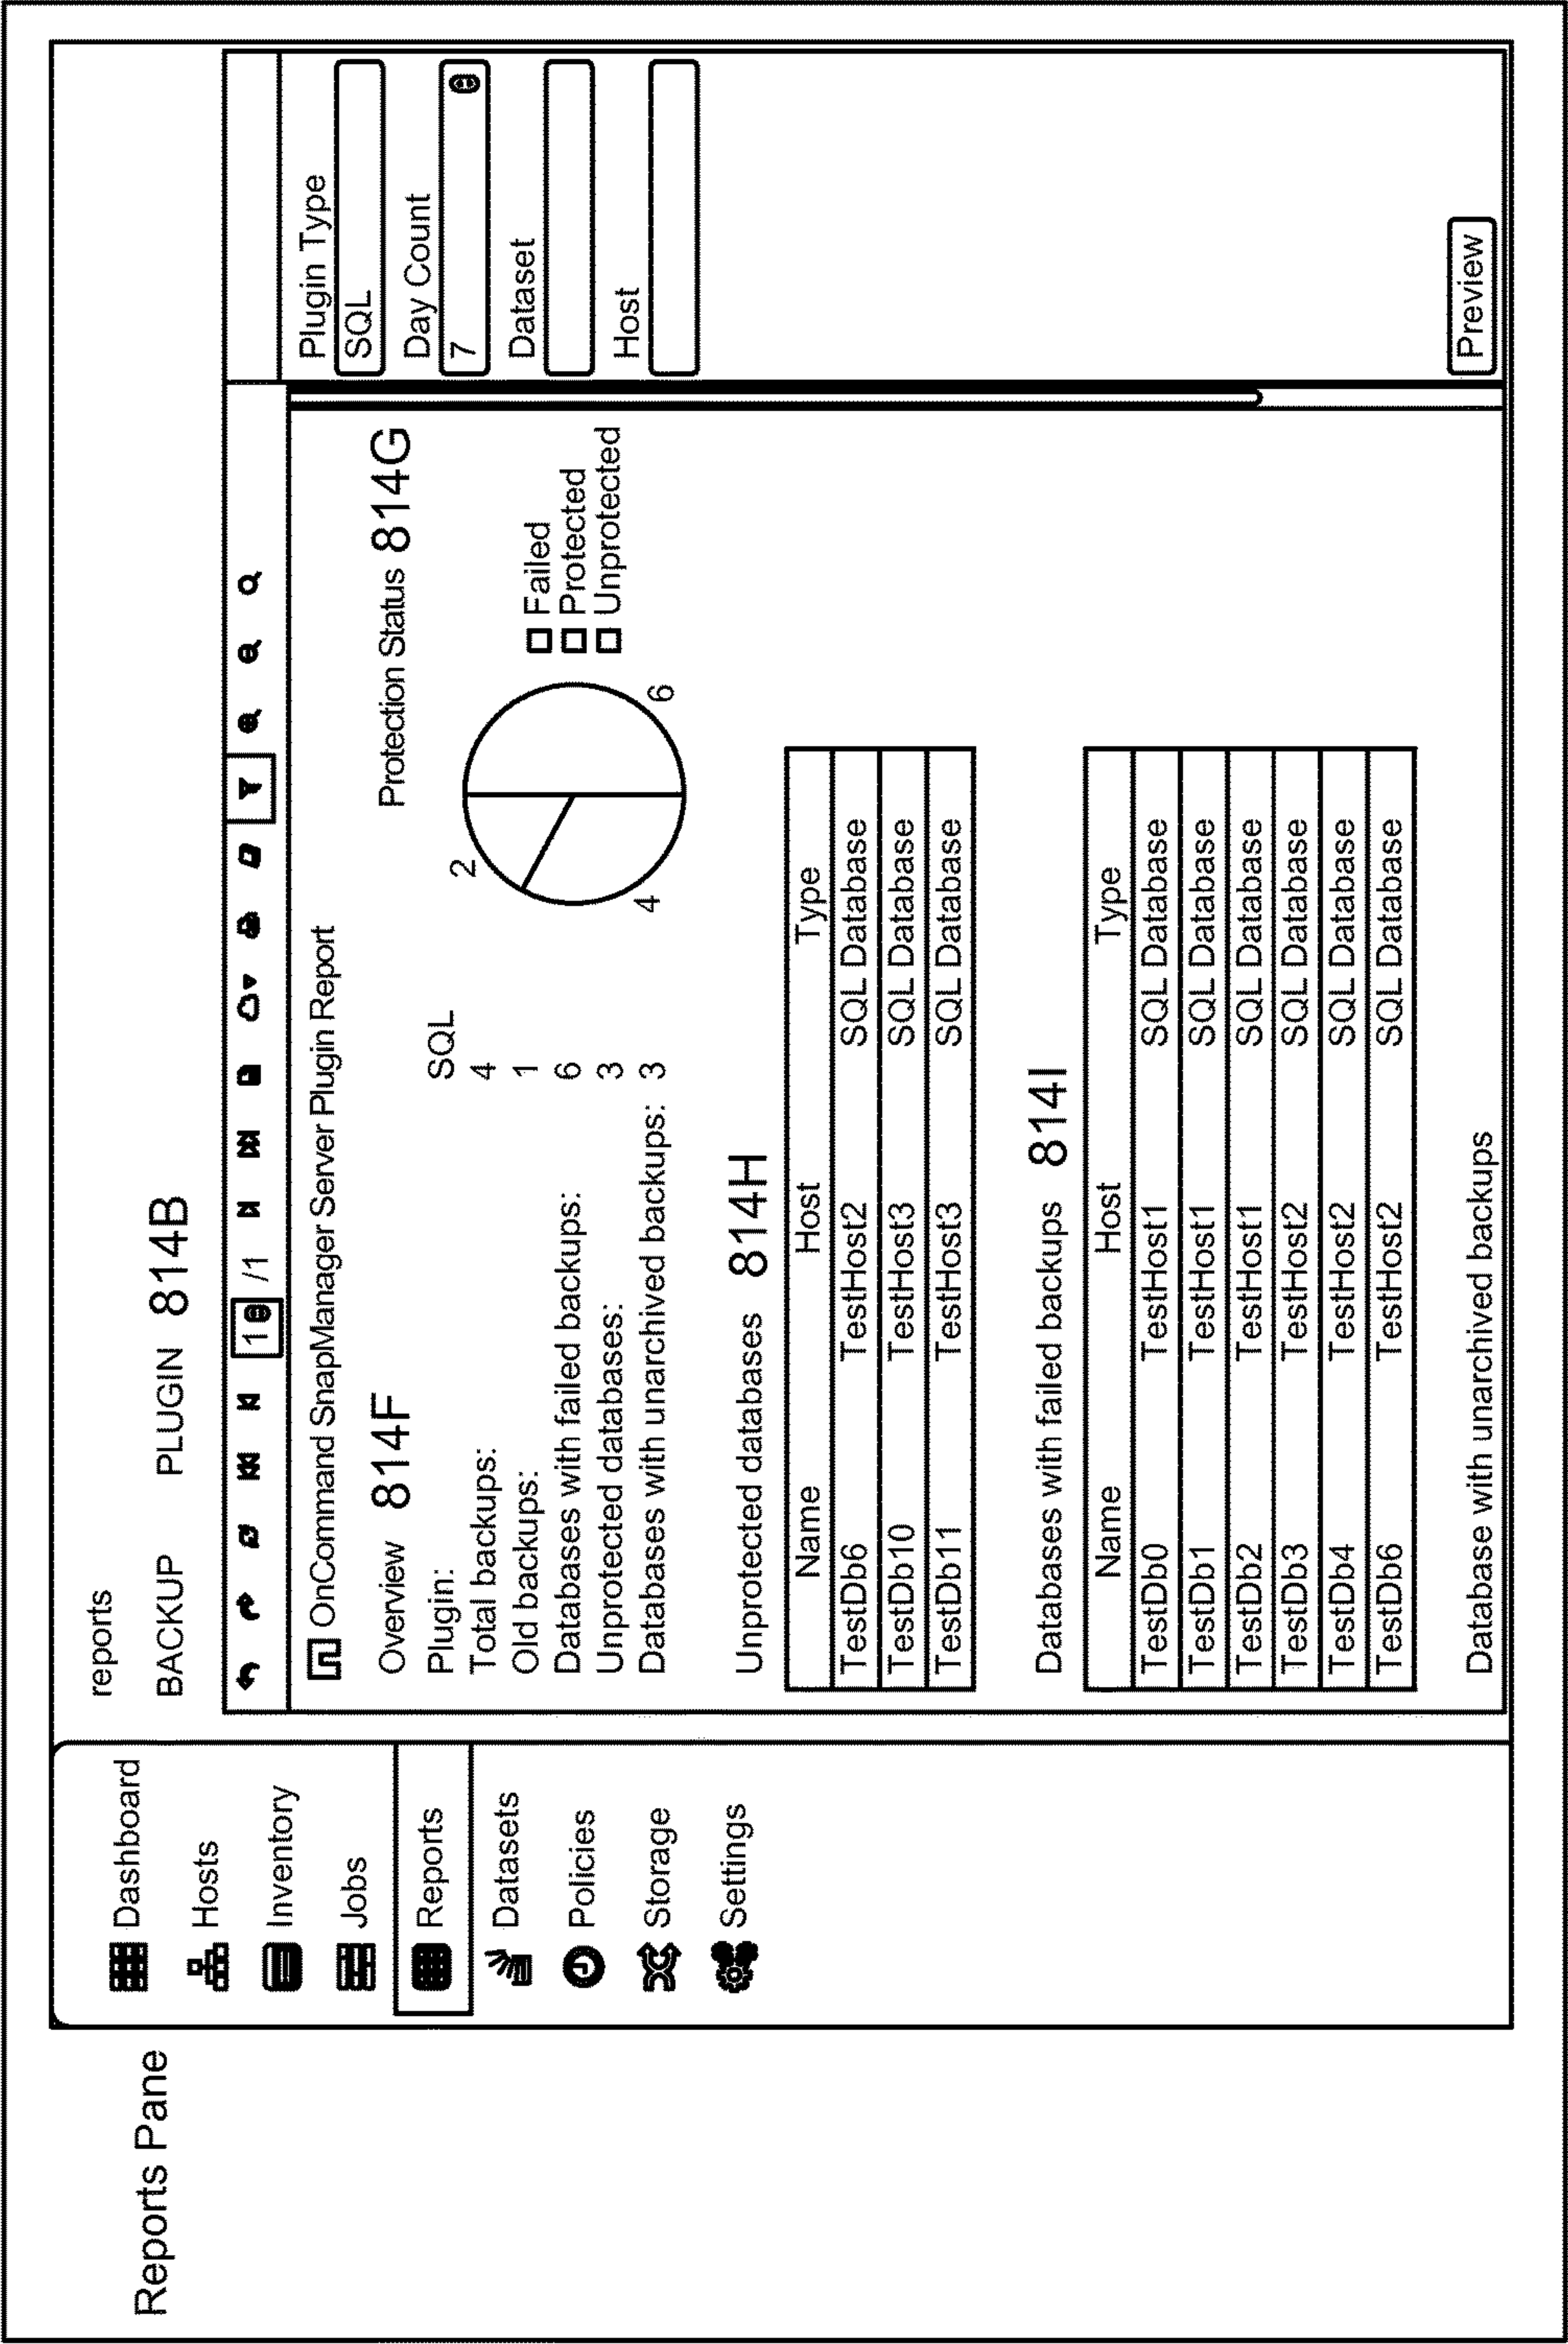 Reports Pane
Dashboard
Hosts
Inventory
Jobs
Reports
Datasets
Policies
Storage
Settings
reports
BACKUP PLUGIN 814B
1 /1
OnCommand SnapManager Server Plugin Report
Overview 814F
Plugin: SQL
Total backups: 4
Old backups: 1
Databases with failed backups: 6
Unprotected databases: 3
Databases with unarchived backups: 3
Protection Status 814G
2
4
6
Failed
Protected
Unprotected
Unprotected databases 814H
Name Host Type
TestDb6 TestHost2 SQL Database
TestDb10 TestHost3 SQL Database
TestDb11 TestHost3 SQL Database
Databases with failed backups 814I
Name Host Type
TestDb0 TestHost1 SQL Database
TestDb1 TestHost1 SQL Database
TestDb2 TestHost1 SQL Database
TestDb3 TestHost2 SQL Database
TestDb4 TestHost2 SQL Database
TestDb6 TestHost2 SQL Database
Database with unarchived backups
Plugin Type
SQL
Day Count
7
Dataset
Host
Preview